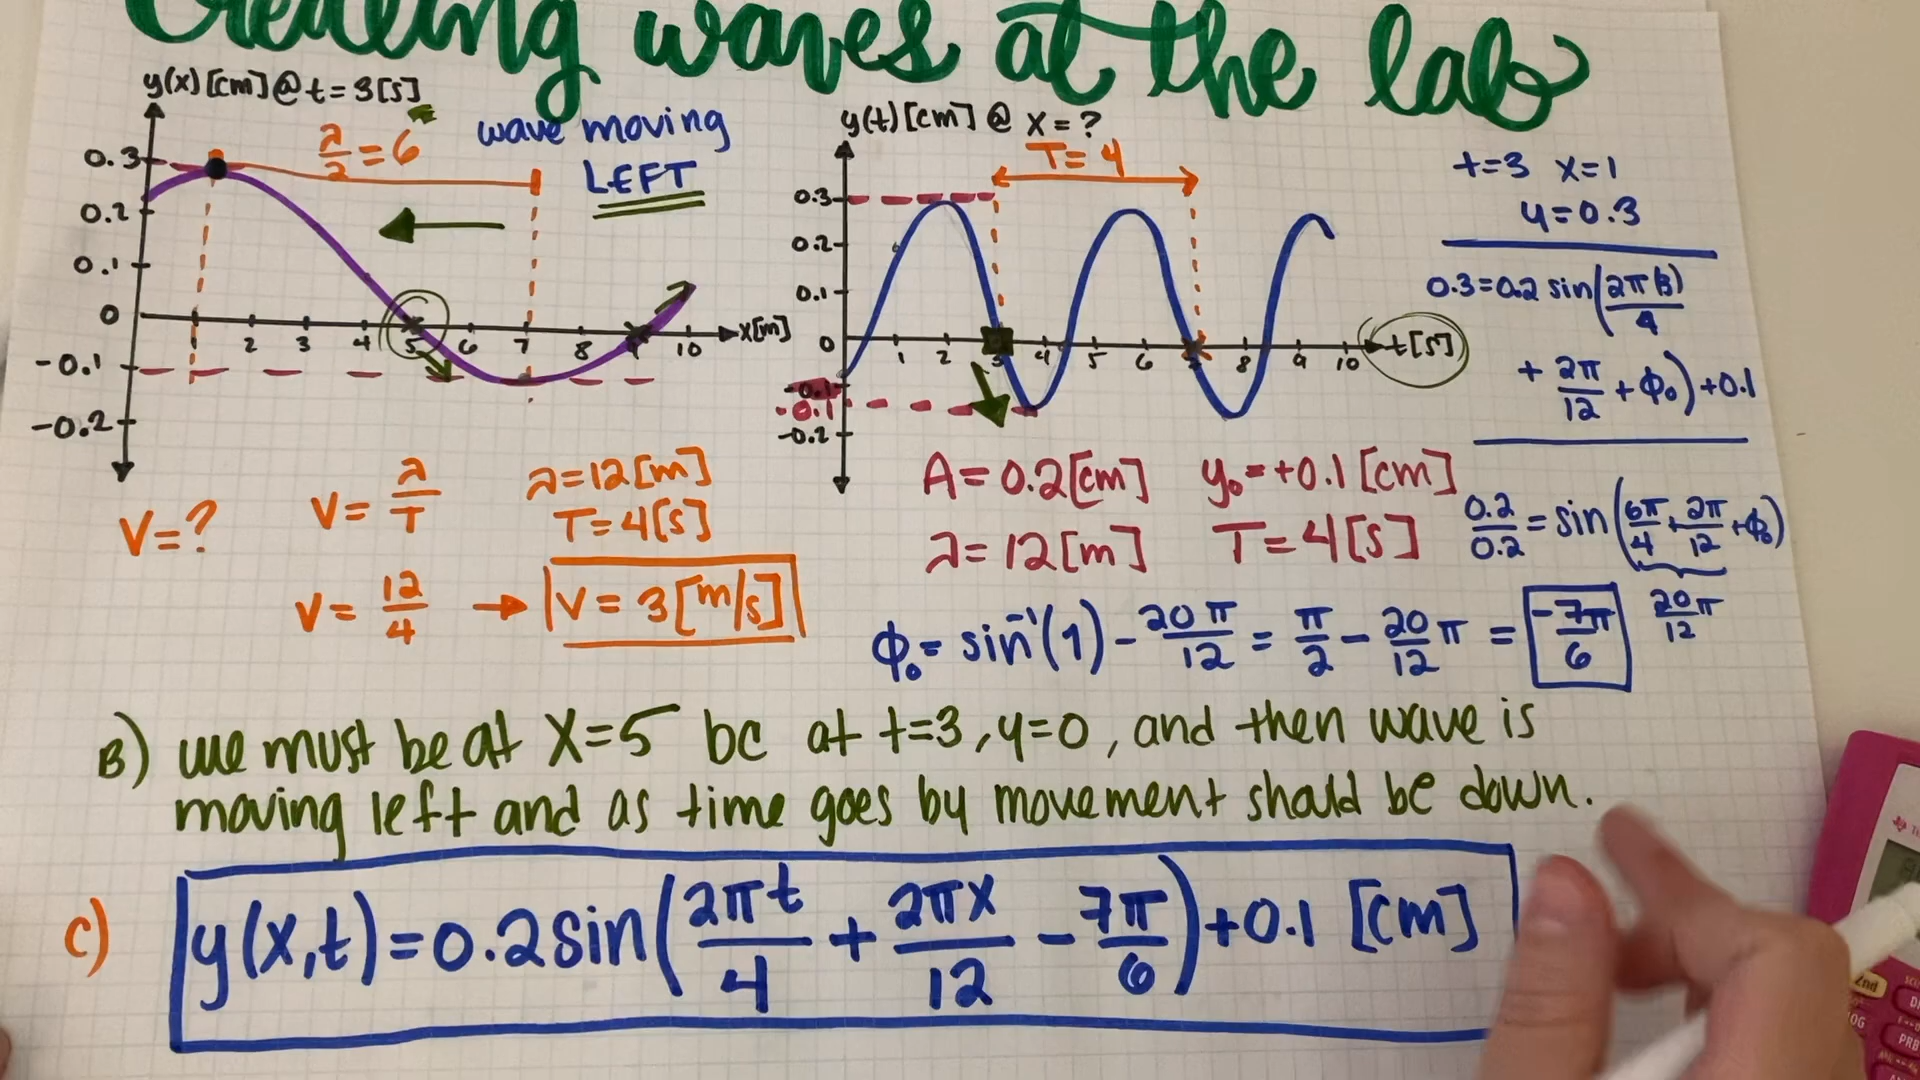 Creating waves at the lab
y(x) [cm] @ t = 3 [s]
λ/2 = 6
wave moving
LEFT
0.3
0.2
0.1
0
-0.1
-0.2
1 2 3 4 5 6 7 8 9 10
x[m]
y(t) [cm] @ x = ?
T = 4
0.3
0.2
0.1
0
-0.1
-0.1
-0.2
1 2 3 4 5 6 7 8 9 10
t[s]
t=3 x=1
y=0.3
0.3=0.2 sin(2π(3)/4
+ 2π/12 + ϕ₀) +0.1
0.2/0.2 = sin(6π/4 + 2π/12 + ϕ₀)
20/12 π
V=?
V= λ/T
λ=12[m]
T=4[s]
V= 12/4 → V = 3[m/s]
A=0.2[cm] y₀=+0.1[cm]
λ=12[m] T=4[s]
ϕ₀= sin⁻¹(1) - 20π/12 = π/2 - 20/12 π = -7π/6
B) we must be at X=5 bc at t=3, y=0, and then wave is
moving left and as time goes by movement should be down.
c) y(x,t)=0.2sin(2πt/4 + 2πx/12 - 7π/6)+0.1 [cm]
2nd
PRB